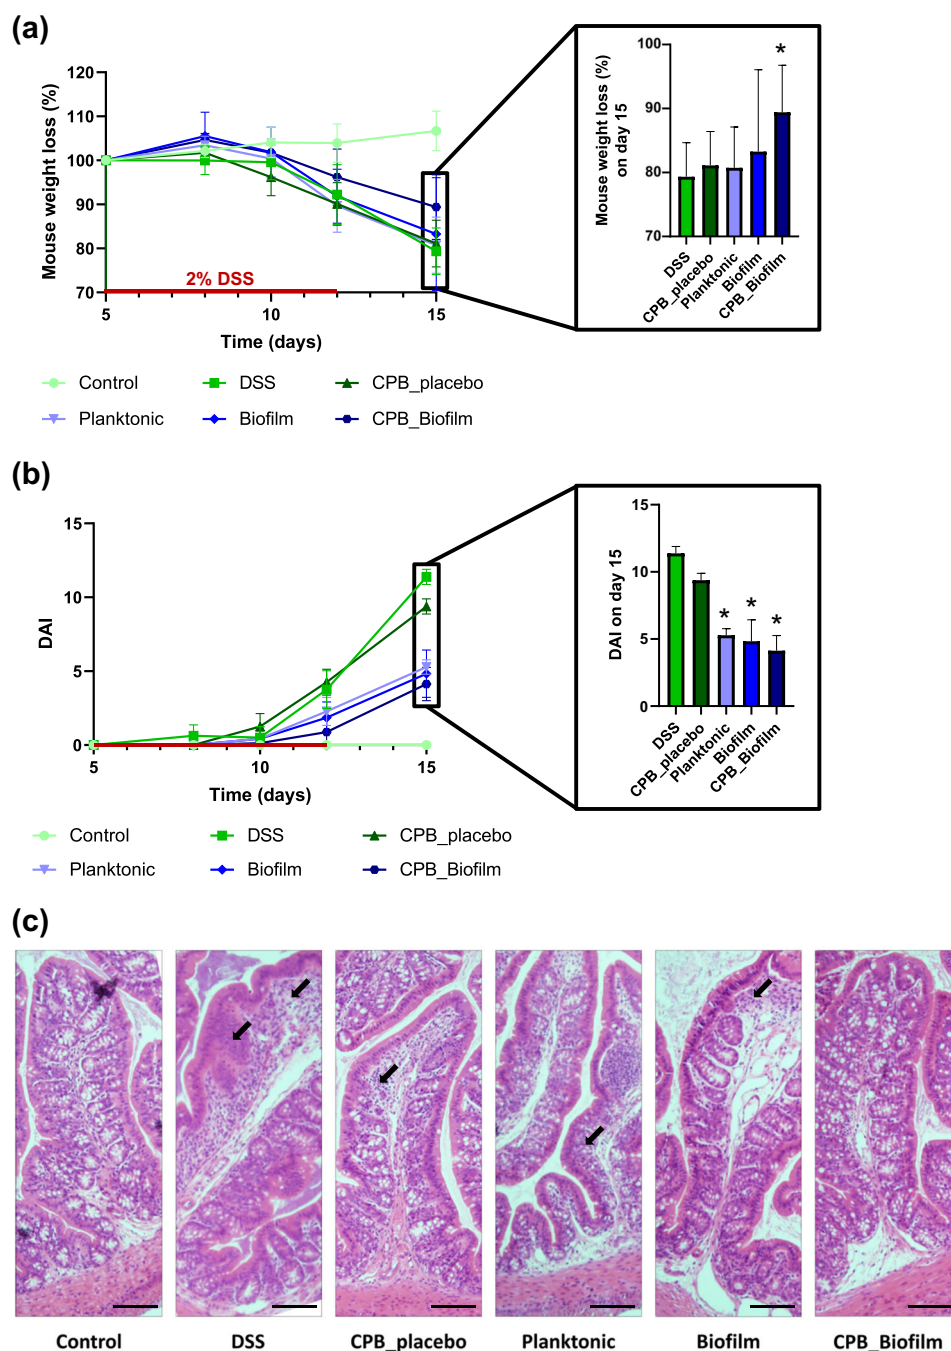 (a)
120
110
100
90
80
70
Mouse weight loss (%)
2% DSS
5
10
15
Time (days)
100
90
80
70
Mouse weight loss (%)
on day 15
*
DSS
CPB_placebo
Planktonic
Biofilm
CPB_Biofilm
Control
DSS
CPB_placebo
Planktonic
Biofilm
CPB_Biofilm
(b)
15
10
5
0
DAI
5
10
15
Time (days)
15
10
5
0
DAI on day 15
*
*
*
DSS
CPB_placebo
Planktonic
Biofilm
CPB_Biofilm
Control
DSS
CPB_placebo
Planktonic
Biofilm
CPB_Biofilm
(c)
Control
DSS
CPB_placebo
Planktonic
Biofilm
CPB_Biofilm